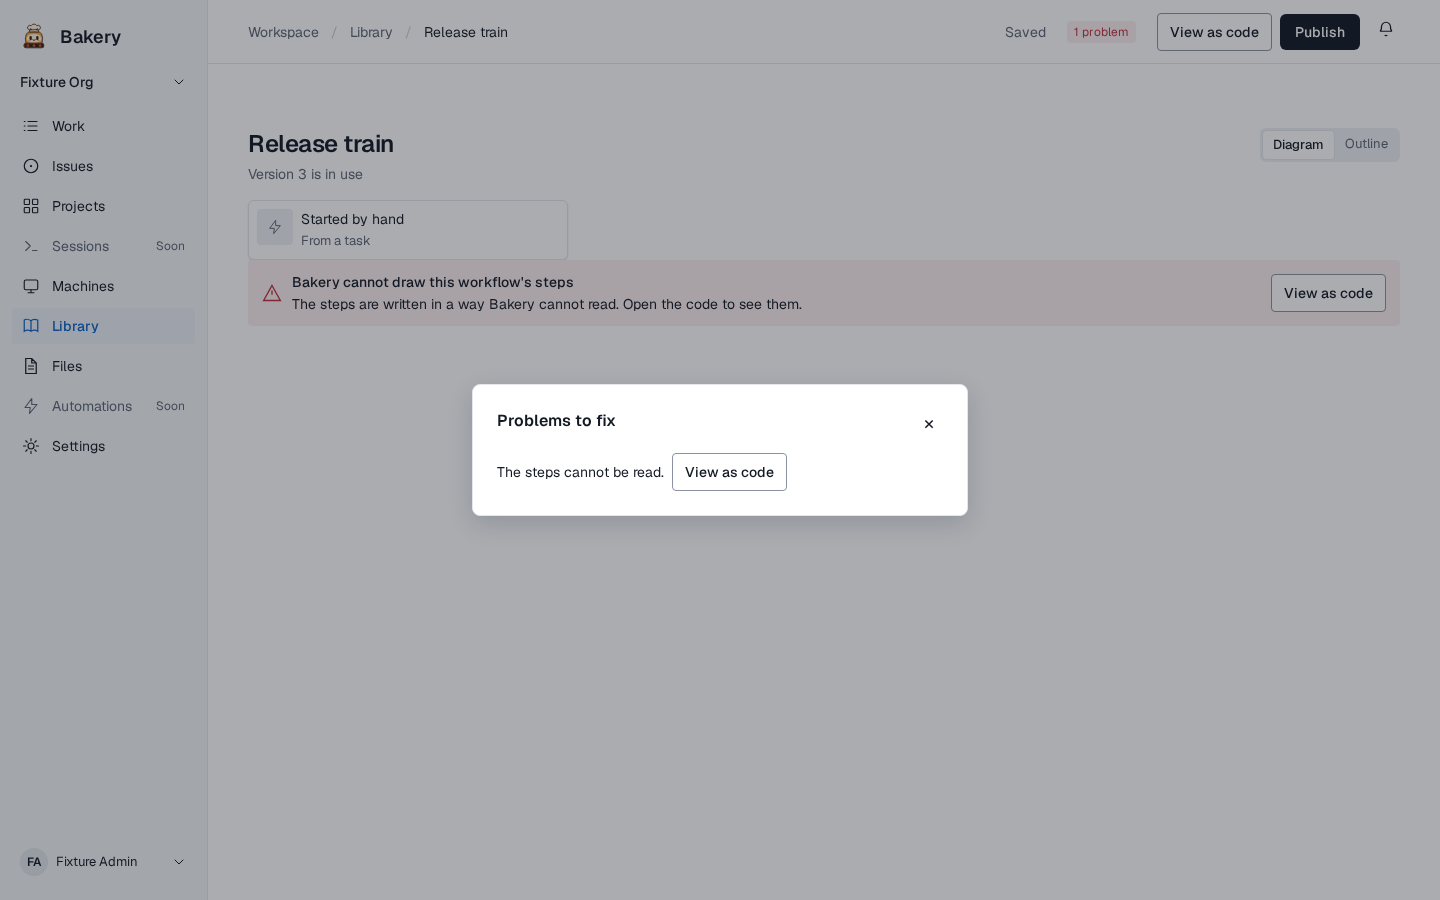 Bakery
Fixture Org
Work
Issues
Projects
Sessions Soon
Machines
Library
Files
Automations Soon
Settings
FA Fixture Admin
Workspace / Library / Release train
Saved 1 problem View as code Publish
Release train
Version 3 is in use
Diagram Outline
Started by hand
From a task
Bakery cannot draw this workflow's steps
The steps are written in a way Bakery cannot read. Open the code to see them.
View as code
Problems to fix
The steps cannot be read. View as code